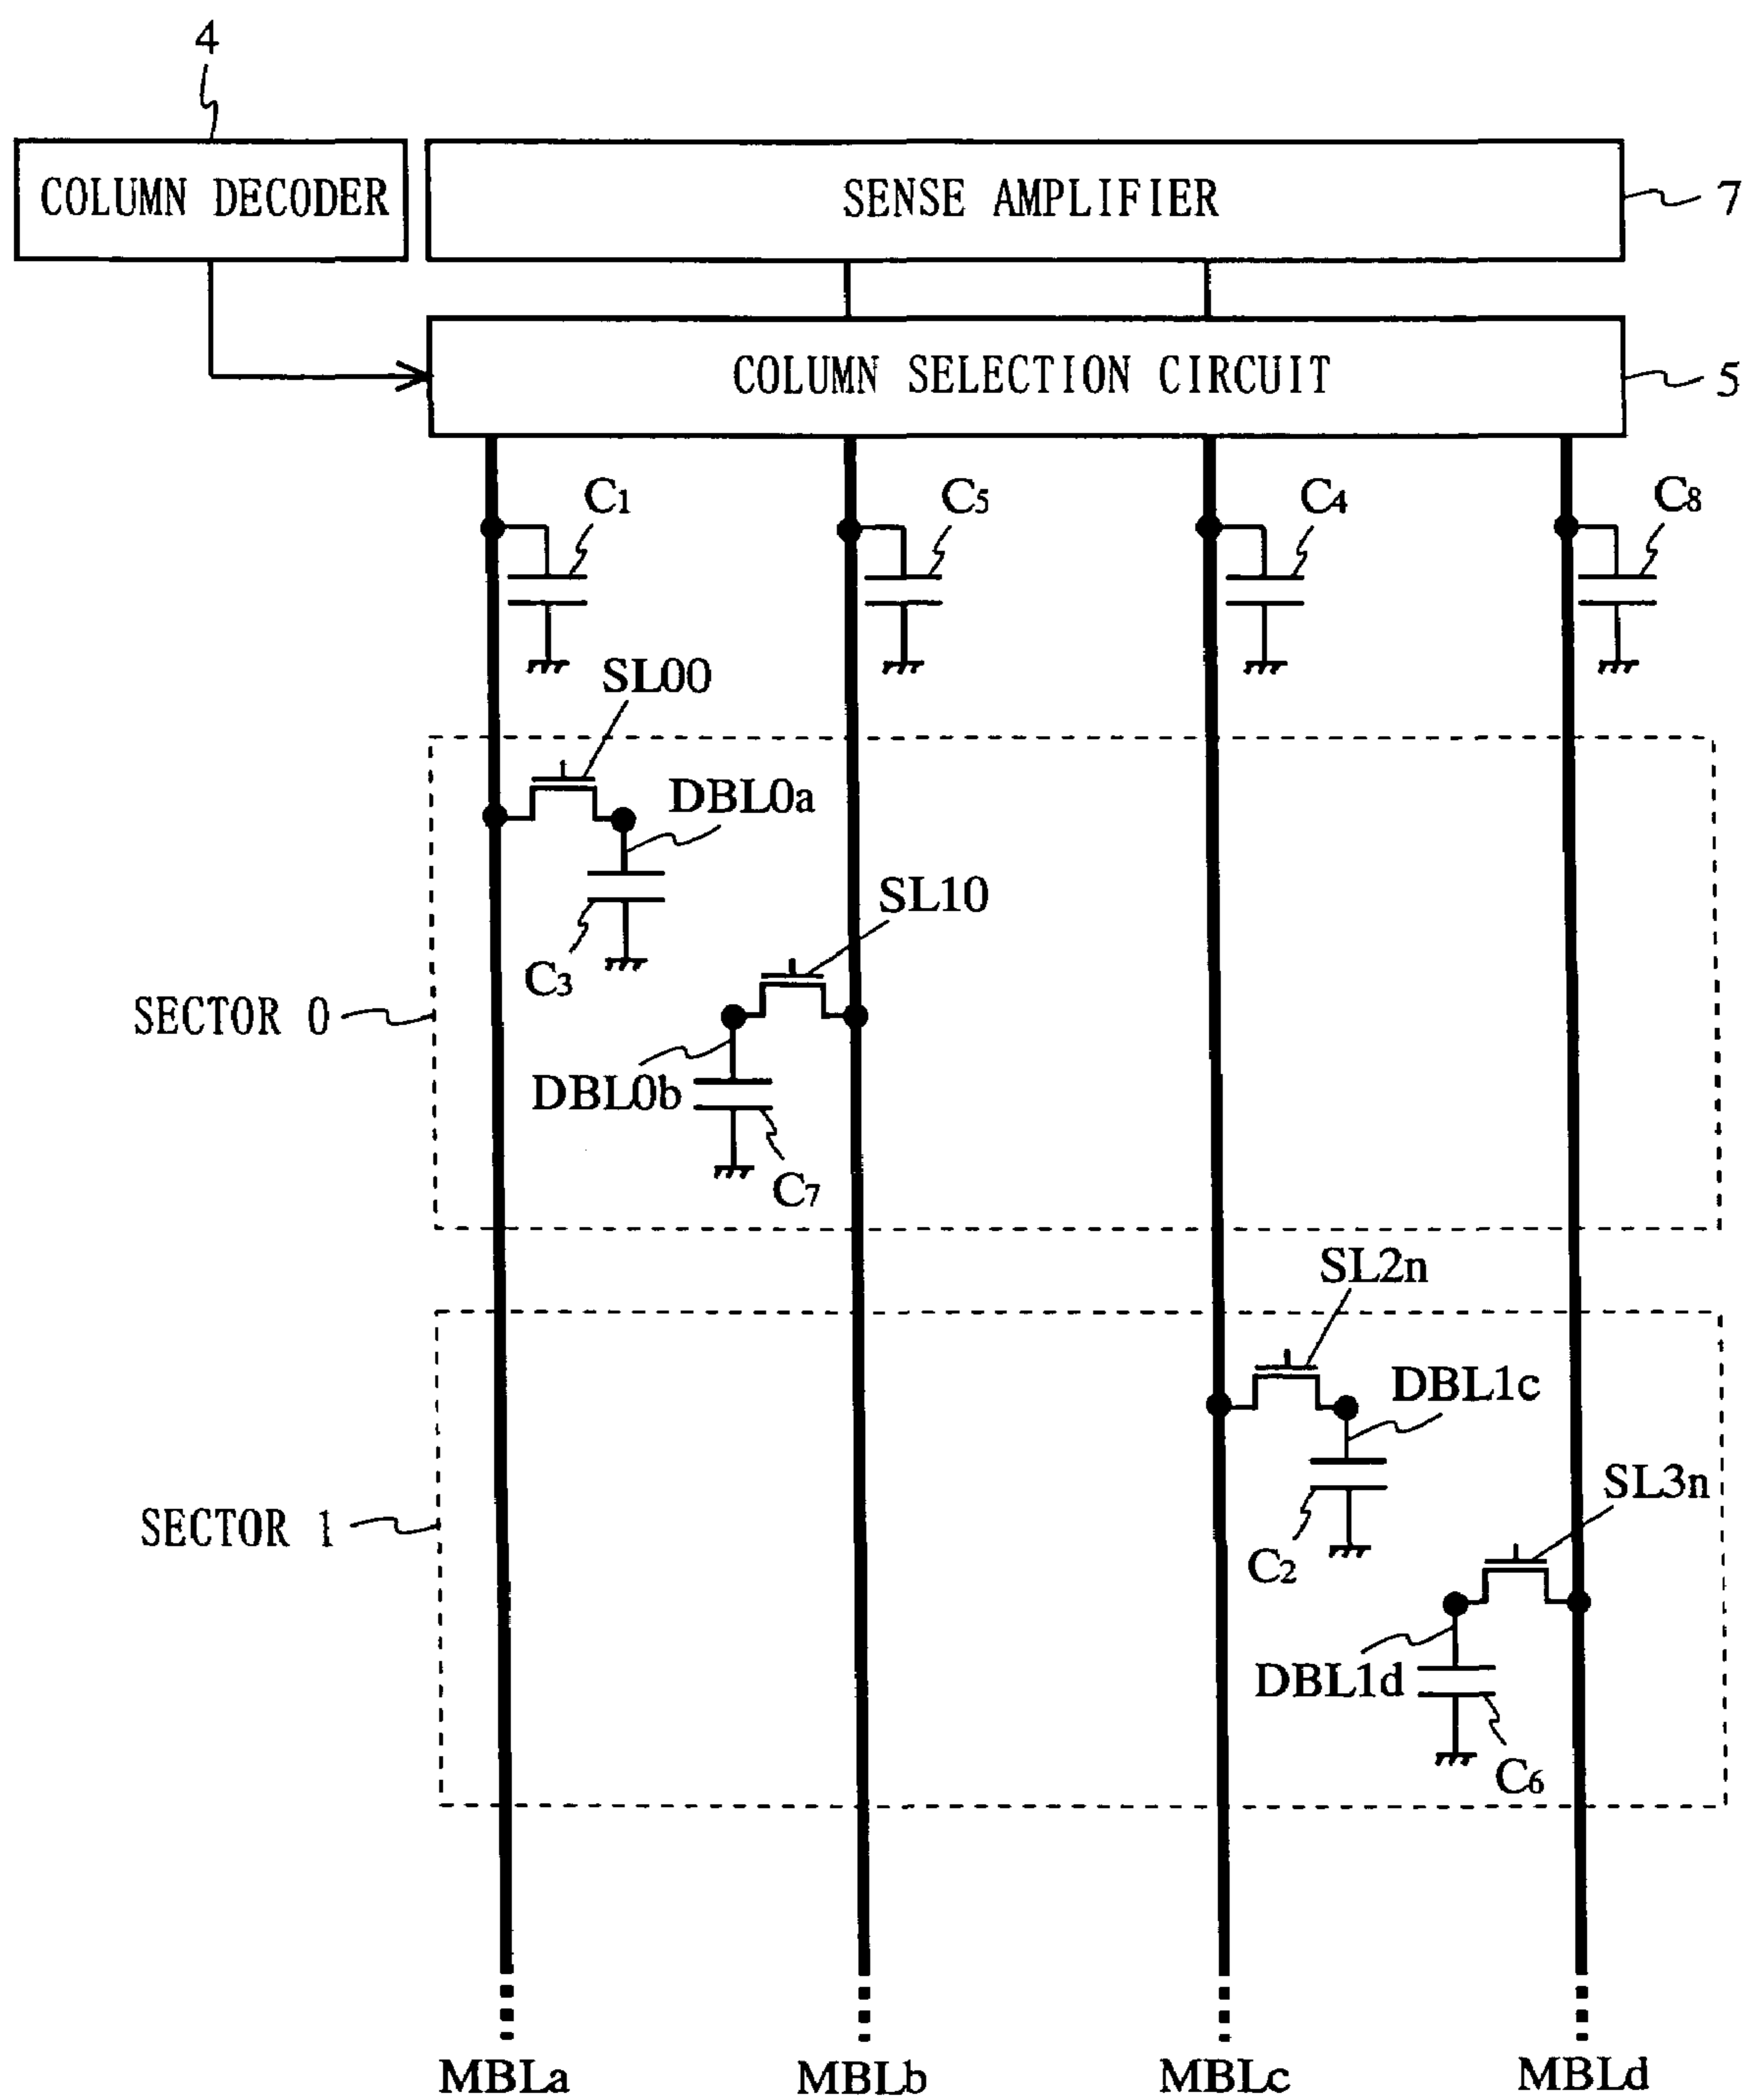 4
COLUMN DECODER
SENSE AMPLIFIER
7
COLUMN SELECTION CIRCUIT
5
C1
C5
C4
C8
SL00
DBL0a
SL10
C3
SECTOR 0
DBL0b
C7
SL2n
DBL1c
SL3n
SECTOR 1
C2
DBL1d
C6
MBLa
MBLb
MBLc
MBLd